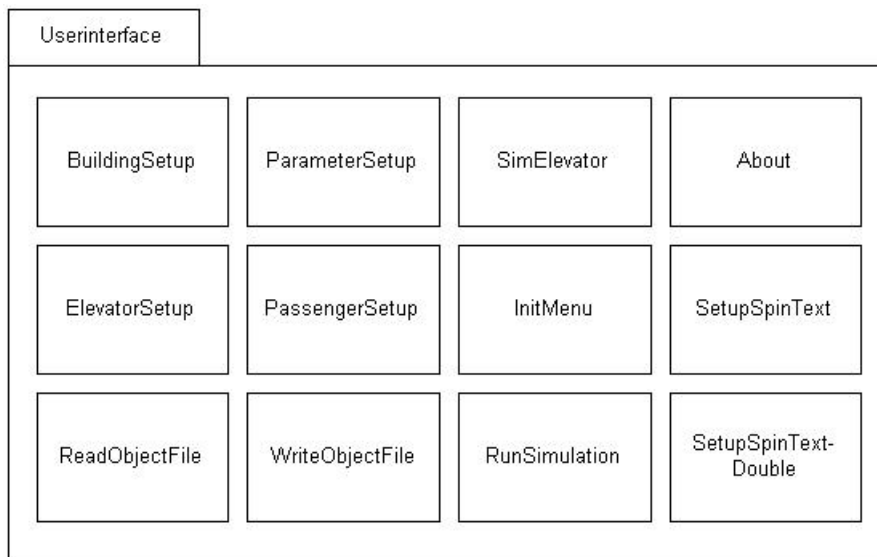 Userinterface
BuildingSetup
ParameterSetup
SimElevator
About
ElevatorSetup
PassengerSetup
InitMenu
SetupSpinText
ReadObjectFile
WriteObjectFile
RunSimulation
SetupSpinText-
Double